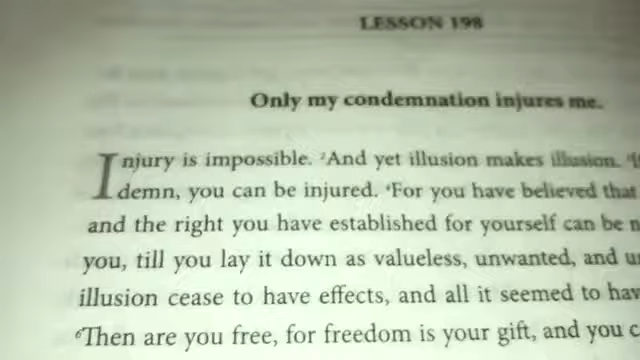 LESSON 198
Only my condemnation injures me.
Injury is impossible. ²And yet illusion makes illusion.
demn, you can be injured. ⁴For you have believed that
and the right you have established for yourself can be
you, till you lay it down as valueless, unwanted, and
illusion cease to have effects, and all it seemed to
⁶Then are you free, for freedom is your gift, and you